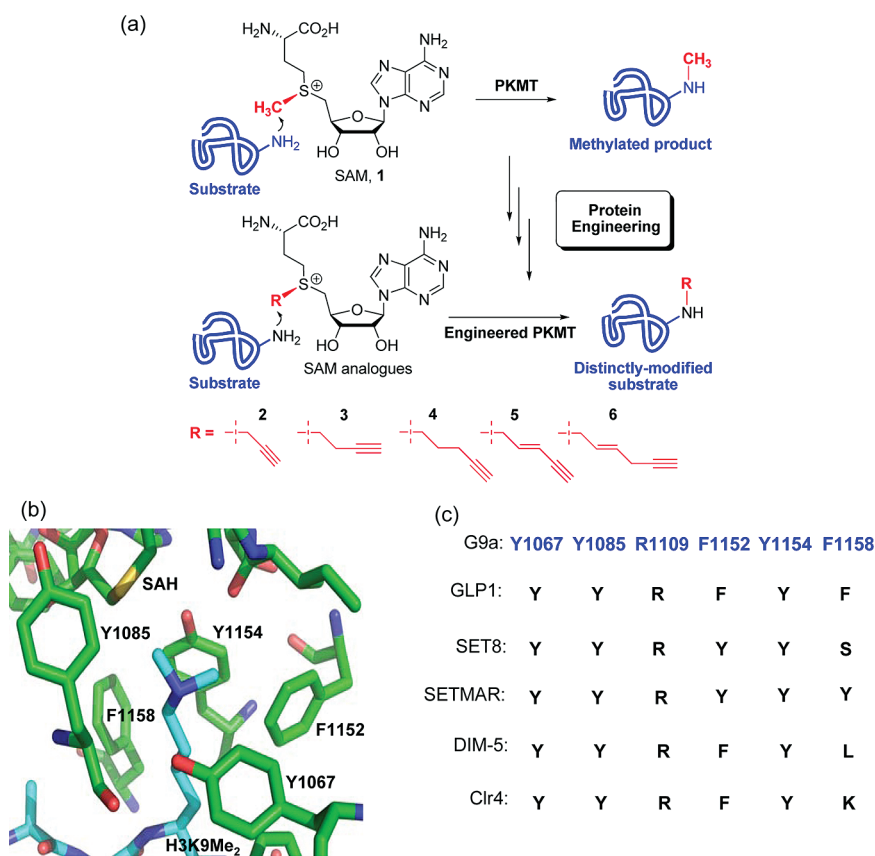 (a)
H₂N CO₂H
NH₂
N N
S⊕ N N
H₃C O
NH₂ HO OH
Substrate
SAM, 1
PKMT
CH₃
NH
Methylated product
Protein
Engineering
H₂N CO₂H
NH₂
N N
S⊕ N N
R O
NH₂ HO OH
Substrate
SAM analogues
Engineered PKMT
R
NH
Distinctly-modified
substrate
2 3 4 5 6
R =
(b)
SAH
Y1085
Y1154
F1158
F1152
Y1067
H3K9Me₂
(c)
G9a: Y1067 Y1085 R1109 F1152 Y1154 F1158
GLP1: Y Y R F Y F
SET8: Y Y R Y Y S
SETMAR: Y Y R Y Y Y
DIM-5: Y Y R F Y L
Clr4: Y Y R F Y K